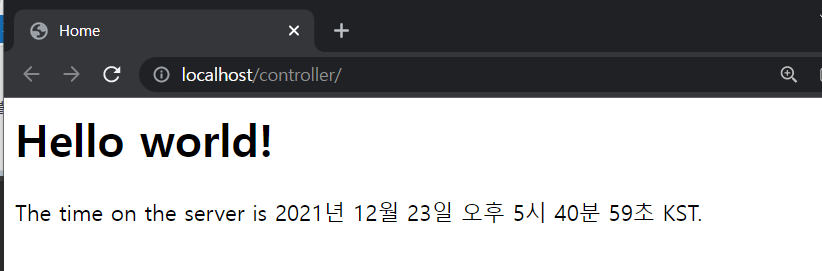 Home
localhost/controller/
Hello world!
The time on the server is 2021년 12월 23일 오후 5시 40분 59초 KST.